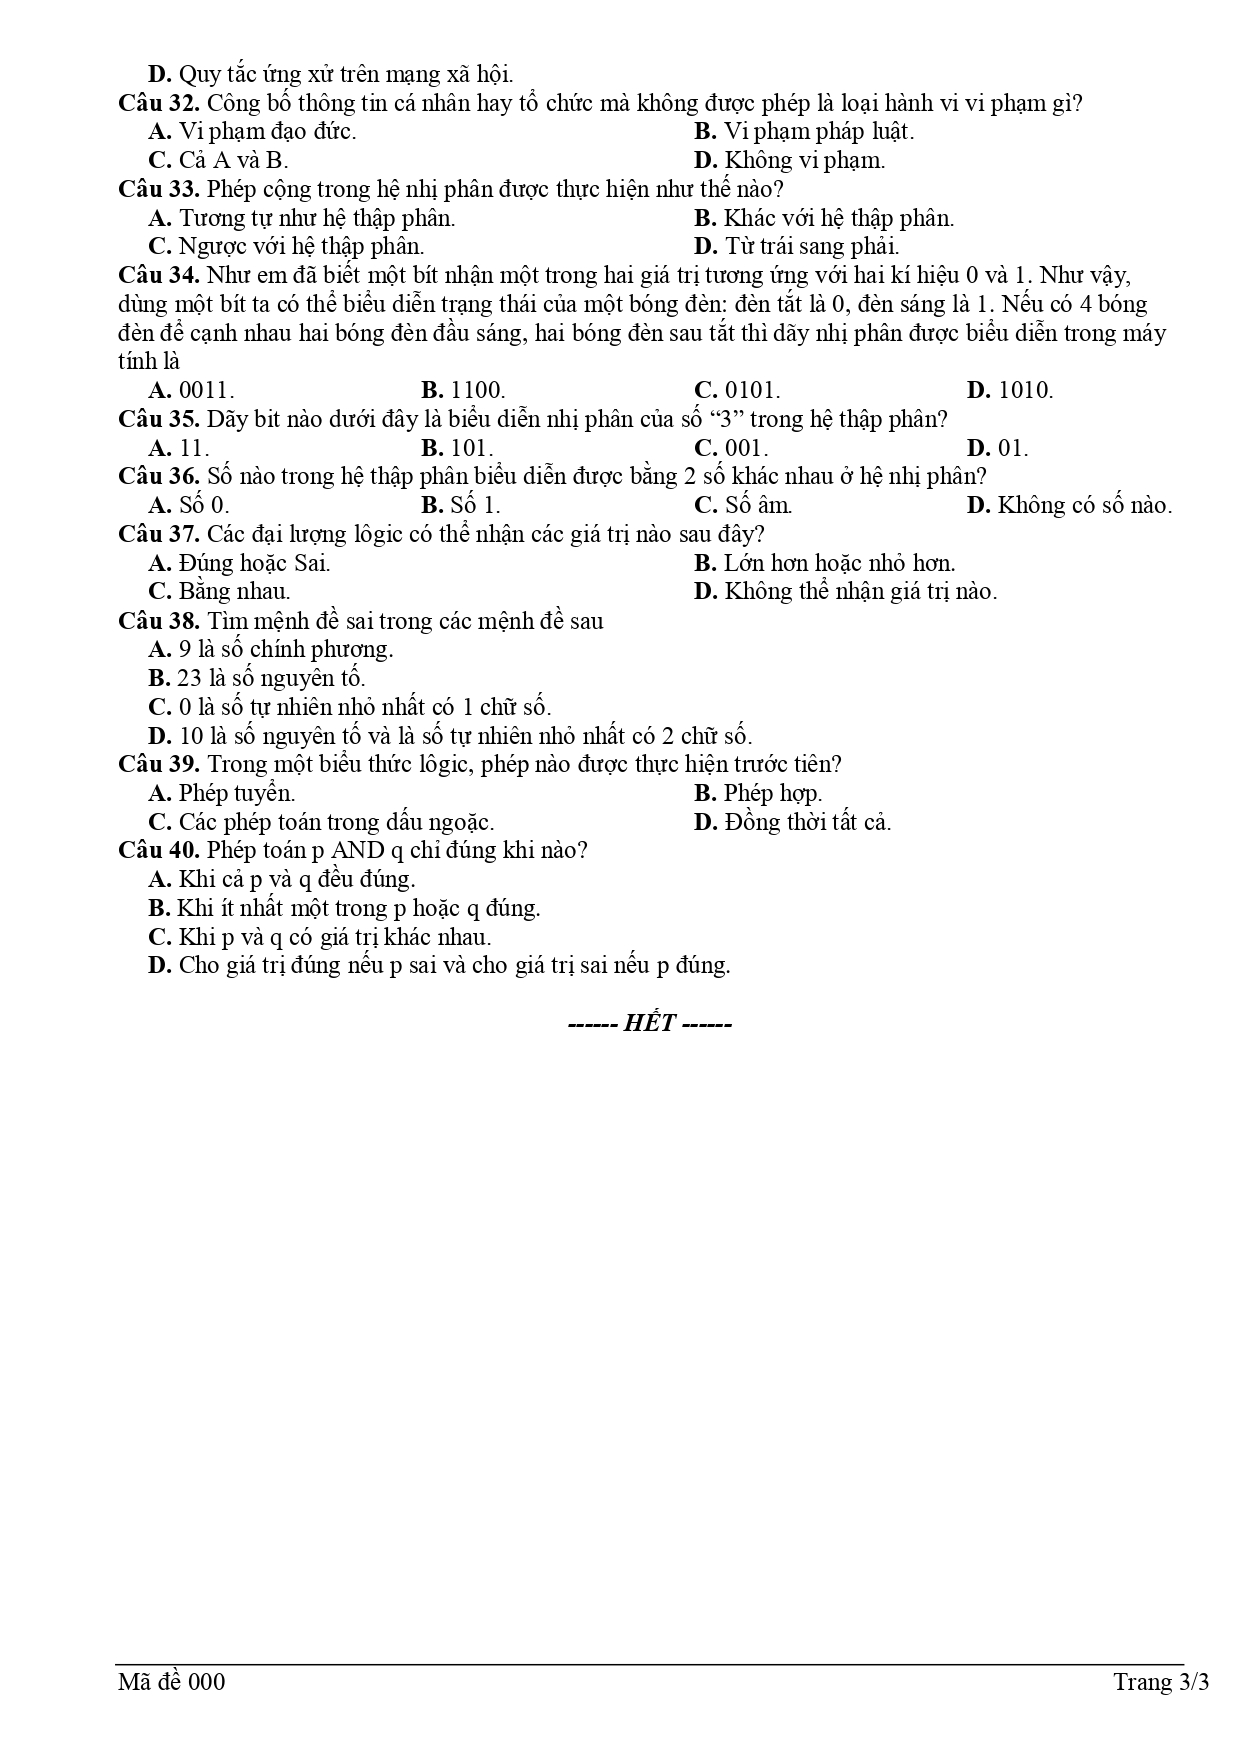 D. Quy tắc ứng xử trên mạng xã hội.
Câu 32. Công bố thông tin cá nhân hay tổ chức mà không được phép là loại hành vi vi phạm gì?
A. Vi phạm đạo đức. B. Vi phạm pháp luật.
C. Cả A và B. D. Không vi phạm.
Câu 33. Phép cộng trong hệ nhị phân được thực hiện như thế nào?
A. Tương tự như hệ thập phân. B. Khác với hệ thập phân.
C. Ngược với hệ thập phân. D. Từ trái sang phải.
Câu 34. Như em đã biết một bít nhận một trong hai giá trị tương ứng với hai kí hiệu 0 và 1. Như vậy,
dùng một bít ta có thể biểu diễn trạng thái của một bóng đèn: đèn tắt là 0, đèn sáng là 1. Nếu có 4 bóng
đèn để cạnh nhau hai bóng đèn đầu sáng, hai bóng đèn sau tắt thì dãy nhị phân được biểu diễn trong máy
tính là
A. 0011. B. 1100. C. 0101. D. 1010.
Câu 35. Dãy bit nào dưới đây là biểu diễn nhị phân của số “3” trong hệ thập phân?
A. 11. B. 101. C. 001. D. 01.
Câu 36. Số nào trong hệ thập phân biểu diễn được bằng 2 số khác nhau ở hệ nhị phân?
A. Số 0. B. Số 1. C. Số âm. D. Không có số nào.
Câu 37. Các đại lượng lôgic có thể nhận các giá trị nào sau đây?
A. Đúng hoặc Sai. B. Lớn hơn hoặc nhỏ hơn.
C. Bằng nhau. D. Không thể nhận giá trị nào.
Câu 38. Tìm mệnh đề sai trong các mệnh đề sau
A. 9 là số chính phương.
B. 23 là số nguyên tố.
C. 0 là số tự nhiên nhỏ nhất có 1 chữ số.
D. 10 là số nguyên tố và là số tự nhiên nhỏ nhất có 2 chữ số.
Câu 39. Trong một biểu thức lôgic, phép nào được thực hiện trước tiên?
A. Phép tuyển. B. Phép hợp.
C. Các phép toán trong dấu ngoặc. D. Đồng thời tất cả.
Câu 40. Phép toán p AND q chỉ đúng khi nào?
A. Khi cả p và q đều đúng.
B. Khi ít nhất một trong p hoặc q đúng.
C. Khi p và q có giá trị khác nhau.
D. Cho giá trị đúng nếu p sai và cho giá trị sai nếu p đúng.
------ HẾT ------
Mã đề 000 Trang 3/3